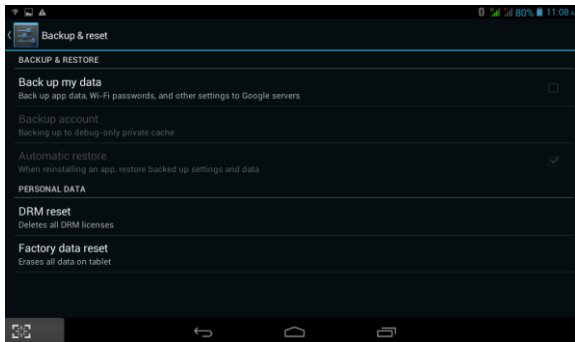 80% 11:08
Backup & reset
BACKUP & RESTORE
Back up my data
Back up app data, Wi-Fi passwords, and other settings to Google servers
Backup account
Backing up to debug-only private cache
Automatic restore
When reinstalling an app, restore backed up settings and data
PERSONAL DATA
DRM reset
Deletes all DRM licenses
Factory data reset
Erases all data on tablet